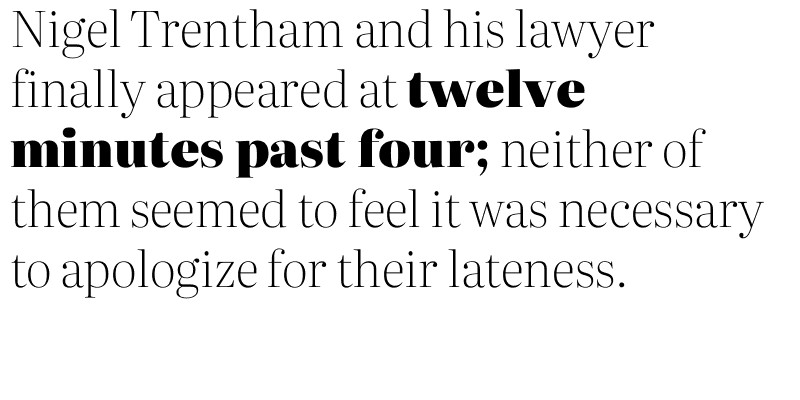 Nigel Trentham and his lawyer
finally appeared at twelve
minutes past four; neither of
them seemed to feel it was necessary
to apologize for their lateness.